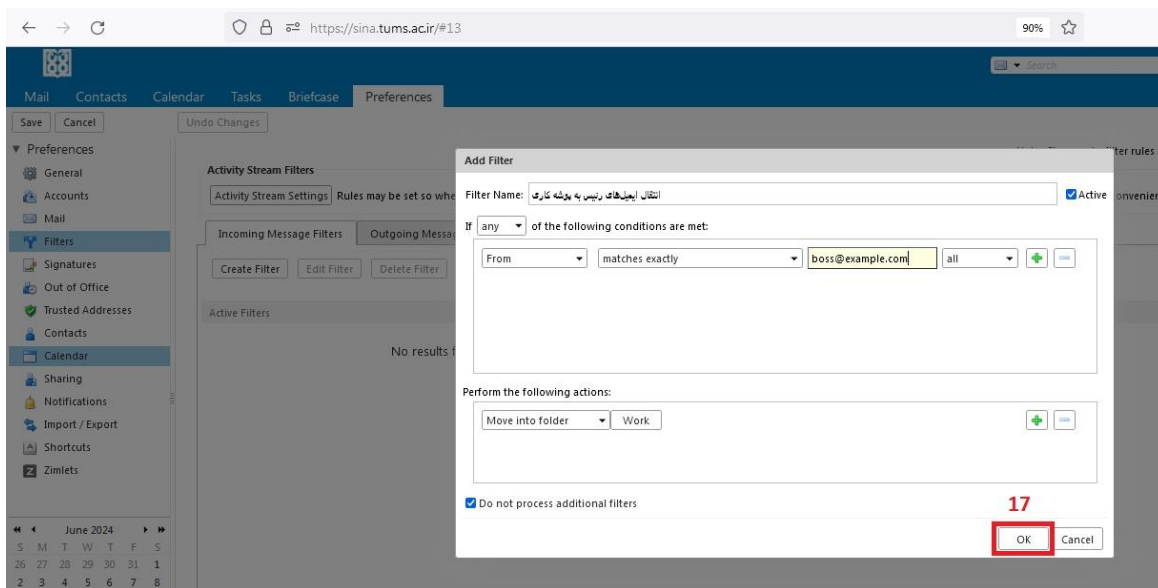 https://sina.tums.ac.ir/#13 90%
Search
Mail Contacts Calendar Tasks Briefcase Preferences
Save Cancel Undo Changes
Preferences
General
Accounts
Mail
Filters
Signatures
Out of Office
Trusted Addresses
Contacts
Calendar
Sharing
Notifications
Import / Export
Shortcuts
Zimlets
June 2024
S M T W T F S
26 27 28 29 30 31 1
2 3 4 5 6 7 8
Activity Stream Filters
Activity Stream Settings Rules may be set so whe
Incoming Message Filters Outgoing Messa
Create Filter Edit Filter Delete Filter
Active Filters
No results f
ter rules
onvenien
Add Filter
Filter Name: انتقال ایمیل‌های رئیس به پوشه کاری Active
If any of the following conditions are met:
From matches exactly boss@example.com all
Perform the following actions:
Move into folder Work
Do not process additional filters
17
OK Cancel